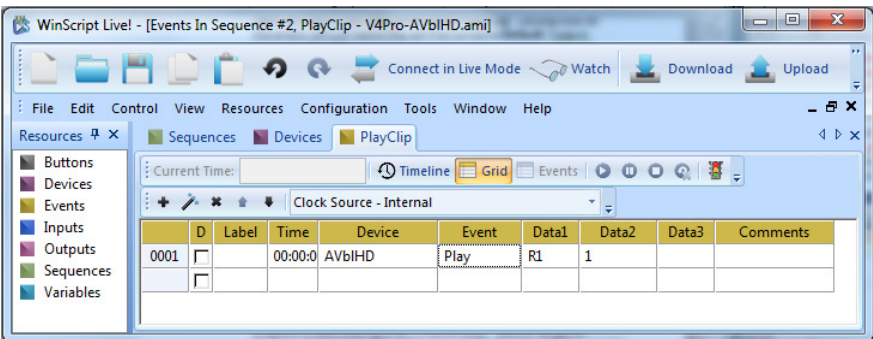 WinScript Live! - [Events In Sequence #2, PlayClip - V4Pro-AVblHD.ami]
Connect in Live Mode Watch Download Upload
File Edit Control View Resources Configuration Tools Window Help
Resources Sequences Devices PlayClip
Buttons
Devices
Events
Inputs
Outputs
Sequences
Variables
Current Time: Timeline Grid Events
Clock Source - Internal
D Label Time Device Event Data1 Data2 Data3 Comments
0001 00:00:0 AVblHD Play R1 1